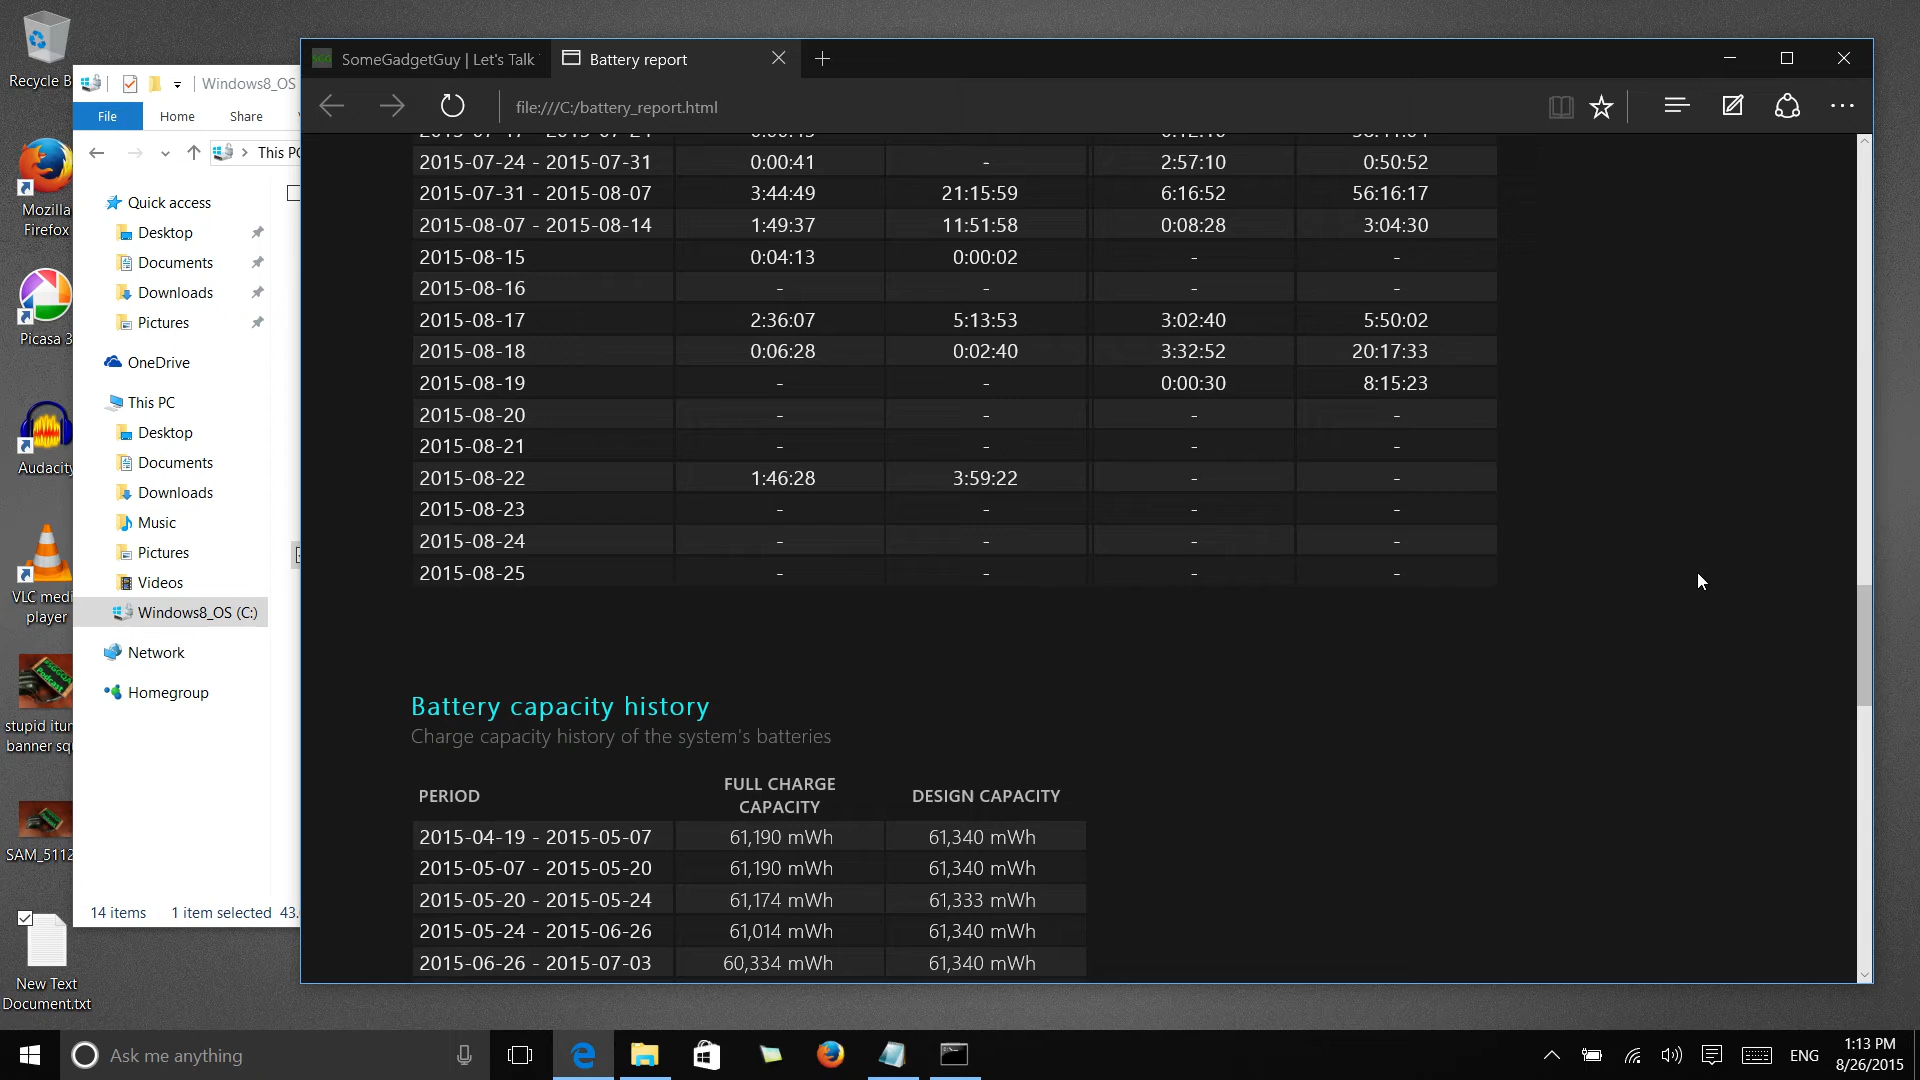 Recycle B
Mozilla
Firefox
Picasa 3
Audacity
VLC medi
player
stupid itun
banner squ
SAM_5112
New Text
Document.txt
Windows8_OS
File
Home
Share
This PC
Quick access
Desktop
Documents
Downloads
Pictures
OneDrive
This PC
Desktop
Documents
Downloads
Music
Pictures
Videos
Windows8_OS (C:)
Network
Homegroup
14 items 1 item selected 43.
SomeGadgetGuy | Let's Talk
Battery report
file:///C:/battery_report.html
2015-07-24 - 2015-07-31 0:00:41 - 2:57:10 0:50:52
2015-07-31 - 2015-08-07 3:44:49 21:15:59 6:16:52 56:16:17
2015-08-07 - 2015-08-14 1:49:37 11:51:58 0:08:28 3:04:30
2015-08-15 0:04:13 0:00:02 - -
2015-08-16 - - - -
2015-08-17 2:36:07 5:13:53 3:02:40 5:50:02
2015-08-18 0:06:28 0:02:40 3:32:52 20:17:33
2015-08-19 - - 0:00:30 8:15:23
2015-08-20 - - - -
2015-08-21 - - - -
2015-08-22 1:46:28 3:59:22 - -
2015-08-23 - - - -
2015-08-24 - - - -
2015-08-25 - - - -
Battery capacity history
Charge capacity history of the system's batteries
PERIOD FULL CHARGE CAPACITY DESIGN CAPACITY
2015-04-19 - 2015-05-07 61,190 mWh 61,340 mWh
2015-05-07 - 2015-05-20 61,190 mWh 61,340 mWh
2015-05-20 - 2015-05-24 61,174 mWh 61,333 mWh
2015-05-24 - 2015-06-26 61,014 mWh 61,340 mWh
2015-06-26 - 2015-07-03 60,334 mWh 61,340 mWh
Ask me anything
ENG
1:13 PM
8/26/2015